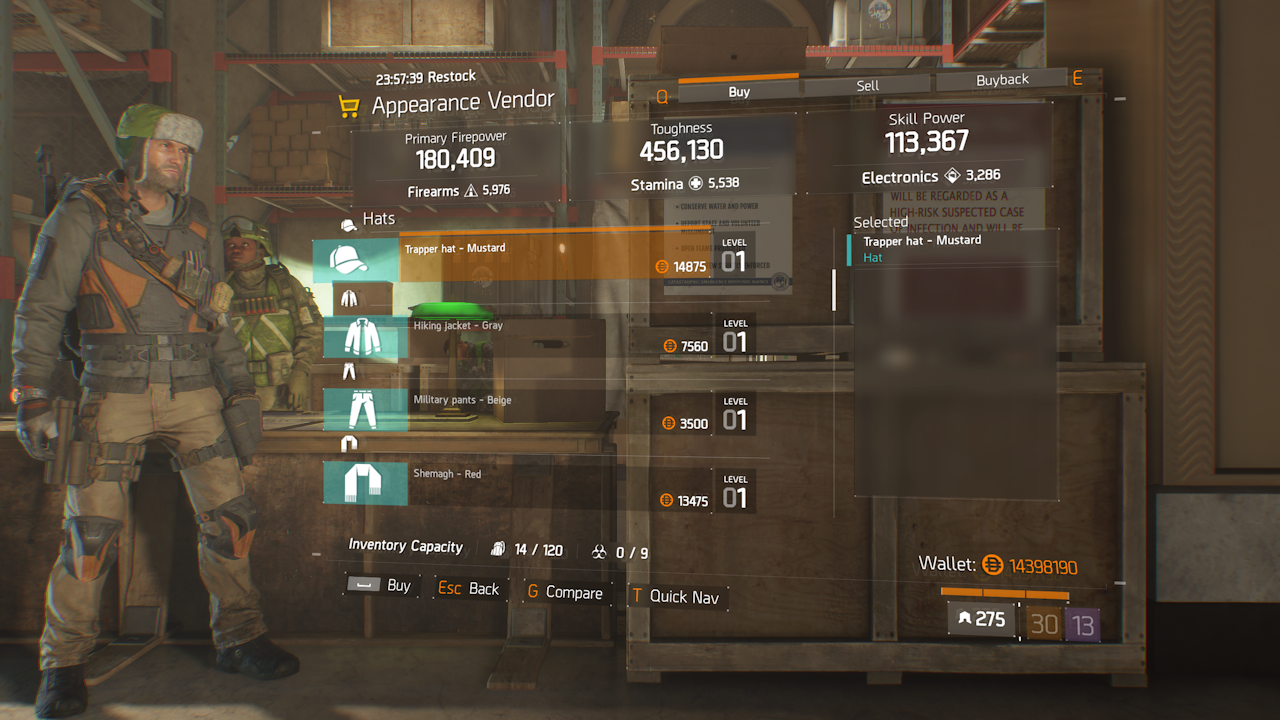 23:57:39 Restock
Appearance Vendor
Q
Buy
Sell
Buyback
E
Primary Firepower
180,409
Firearms 5,976
Toughness
456,130
Stamina 5,538
Skill Power
113,367
Electronics 3,286
• CONSERVE WATER AND POWER
WILL BE REGARDED AS A
HIGH-RISK SUSPECTED CASE
Hats
Trapper hat - Mustard
14875
LEVEL
01
Selected
Trapper hat - Mustard
Hat
Hiking jacket - Gray
7560
LEVEL
01
Military pants - Beige
3500
LEVEL
01
Shemagh - Red
13475
LEVEL
01
Inventory Capacity 14 / 120 0 / 9
Buy
Esc Back
G Compare
T Quick Nav
Wallet: 14398190
275
30
13